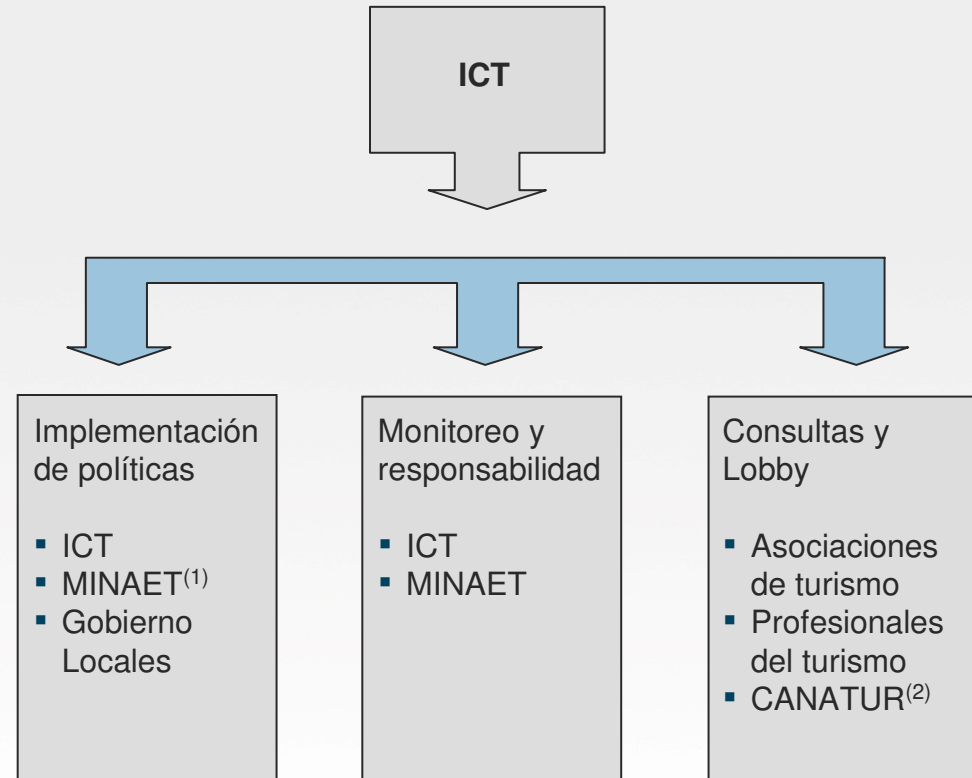 ICT
Implementación
de políticas
▪ ICT
▪ MINAET(1)
▪ Gobierno
Locales
Monitoreo y
responsabilidad
▪ ICT
▪ MINAET
Consultas y
Lobby
▪ Asociaciones
de turismo
▪ Profesionales
del turismo
▪ CANATUR(2)